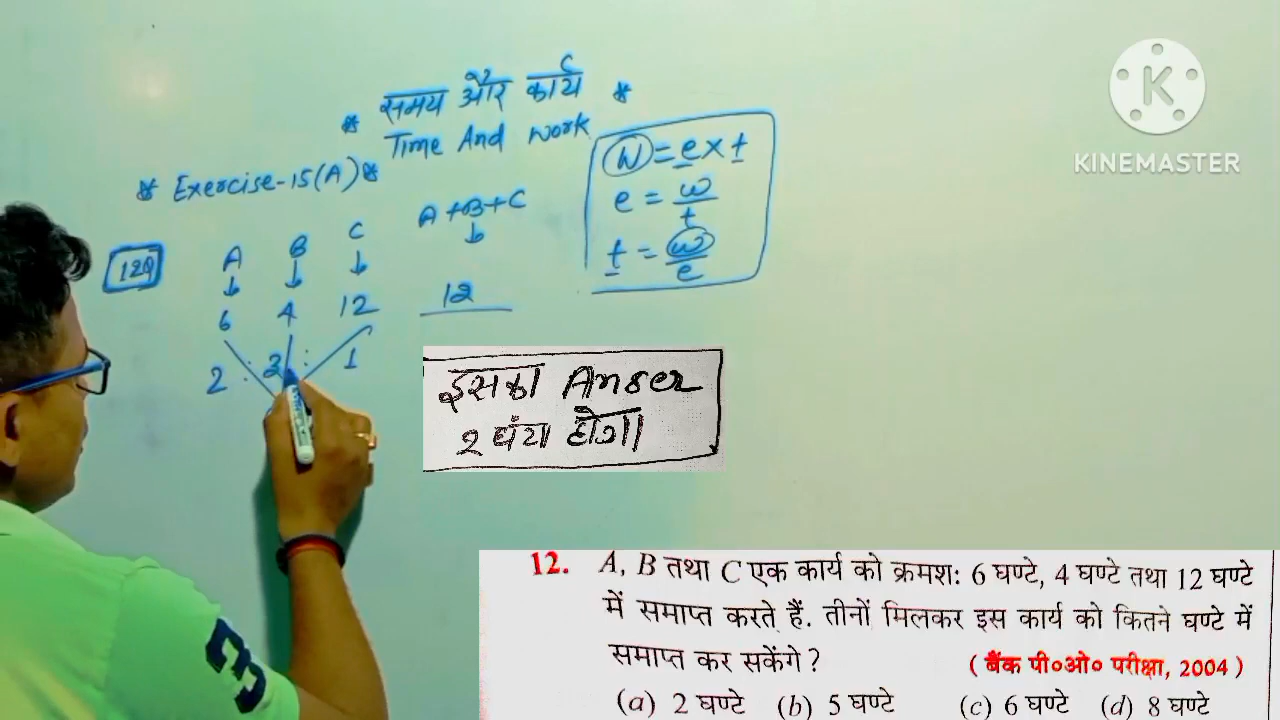 * समय और कार्य *
Time And work
* Exercise-15(A) *
W = e x t
e = w/t
t = w/e
12Q
A B C A+B+C
↓ ↓ ↓ ↓
6 4 12 12
2 : 3 : 1
इसका Anser
2 घंटा होगा
KINEMASTER
12. A, B तथा C एक कार्य को क्रमशः 6 घण्टे, 4 घण्टे तथा 12 घण्टे
में समाप्त करते हैं. तीनों मिलकर इस कार्य को कितने घण्टे में
समाप्त कर सकेंगे ? ( बैंक पी०ओ० परीक्षा, 2004 )
(a) 2 घण्टे (b) 5 घण्टे (c) 6 घण्टे (d) 8 घण्टे